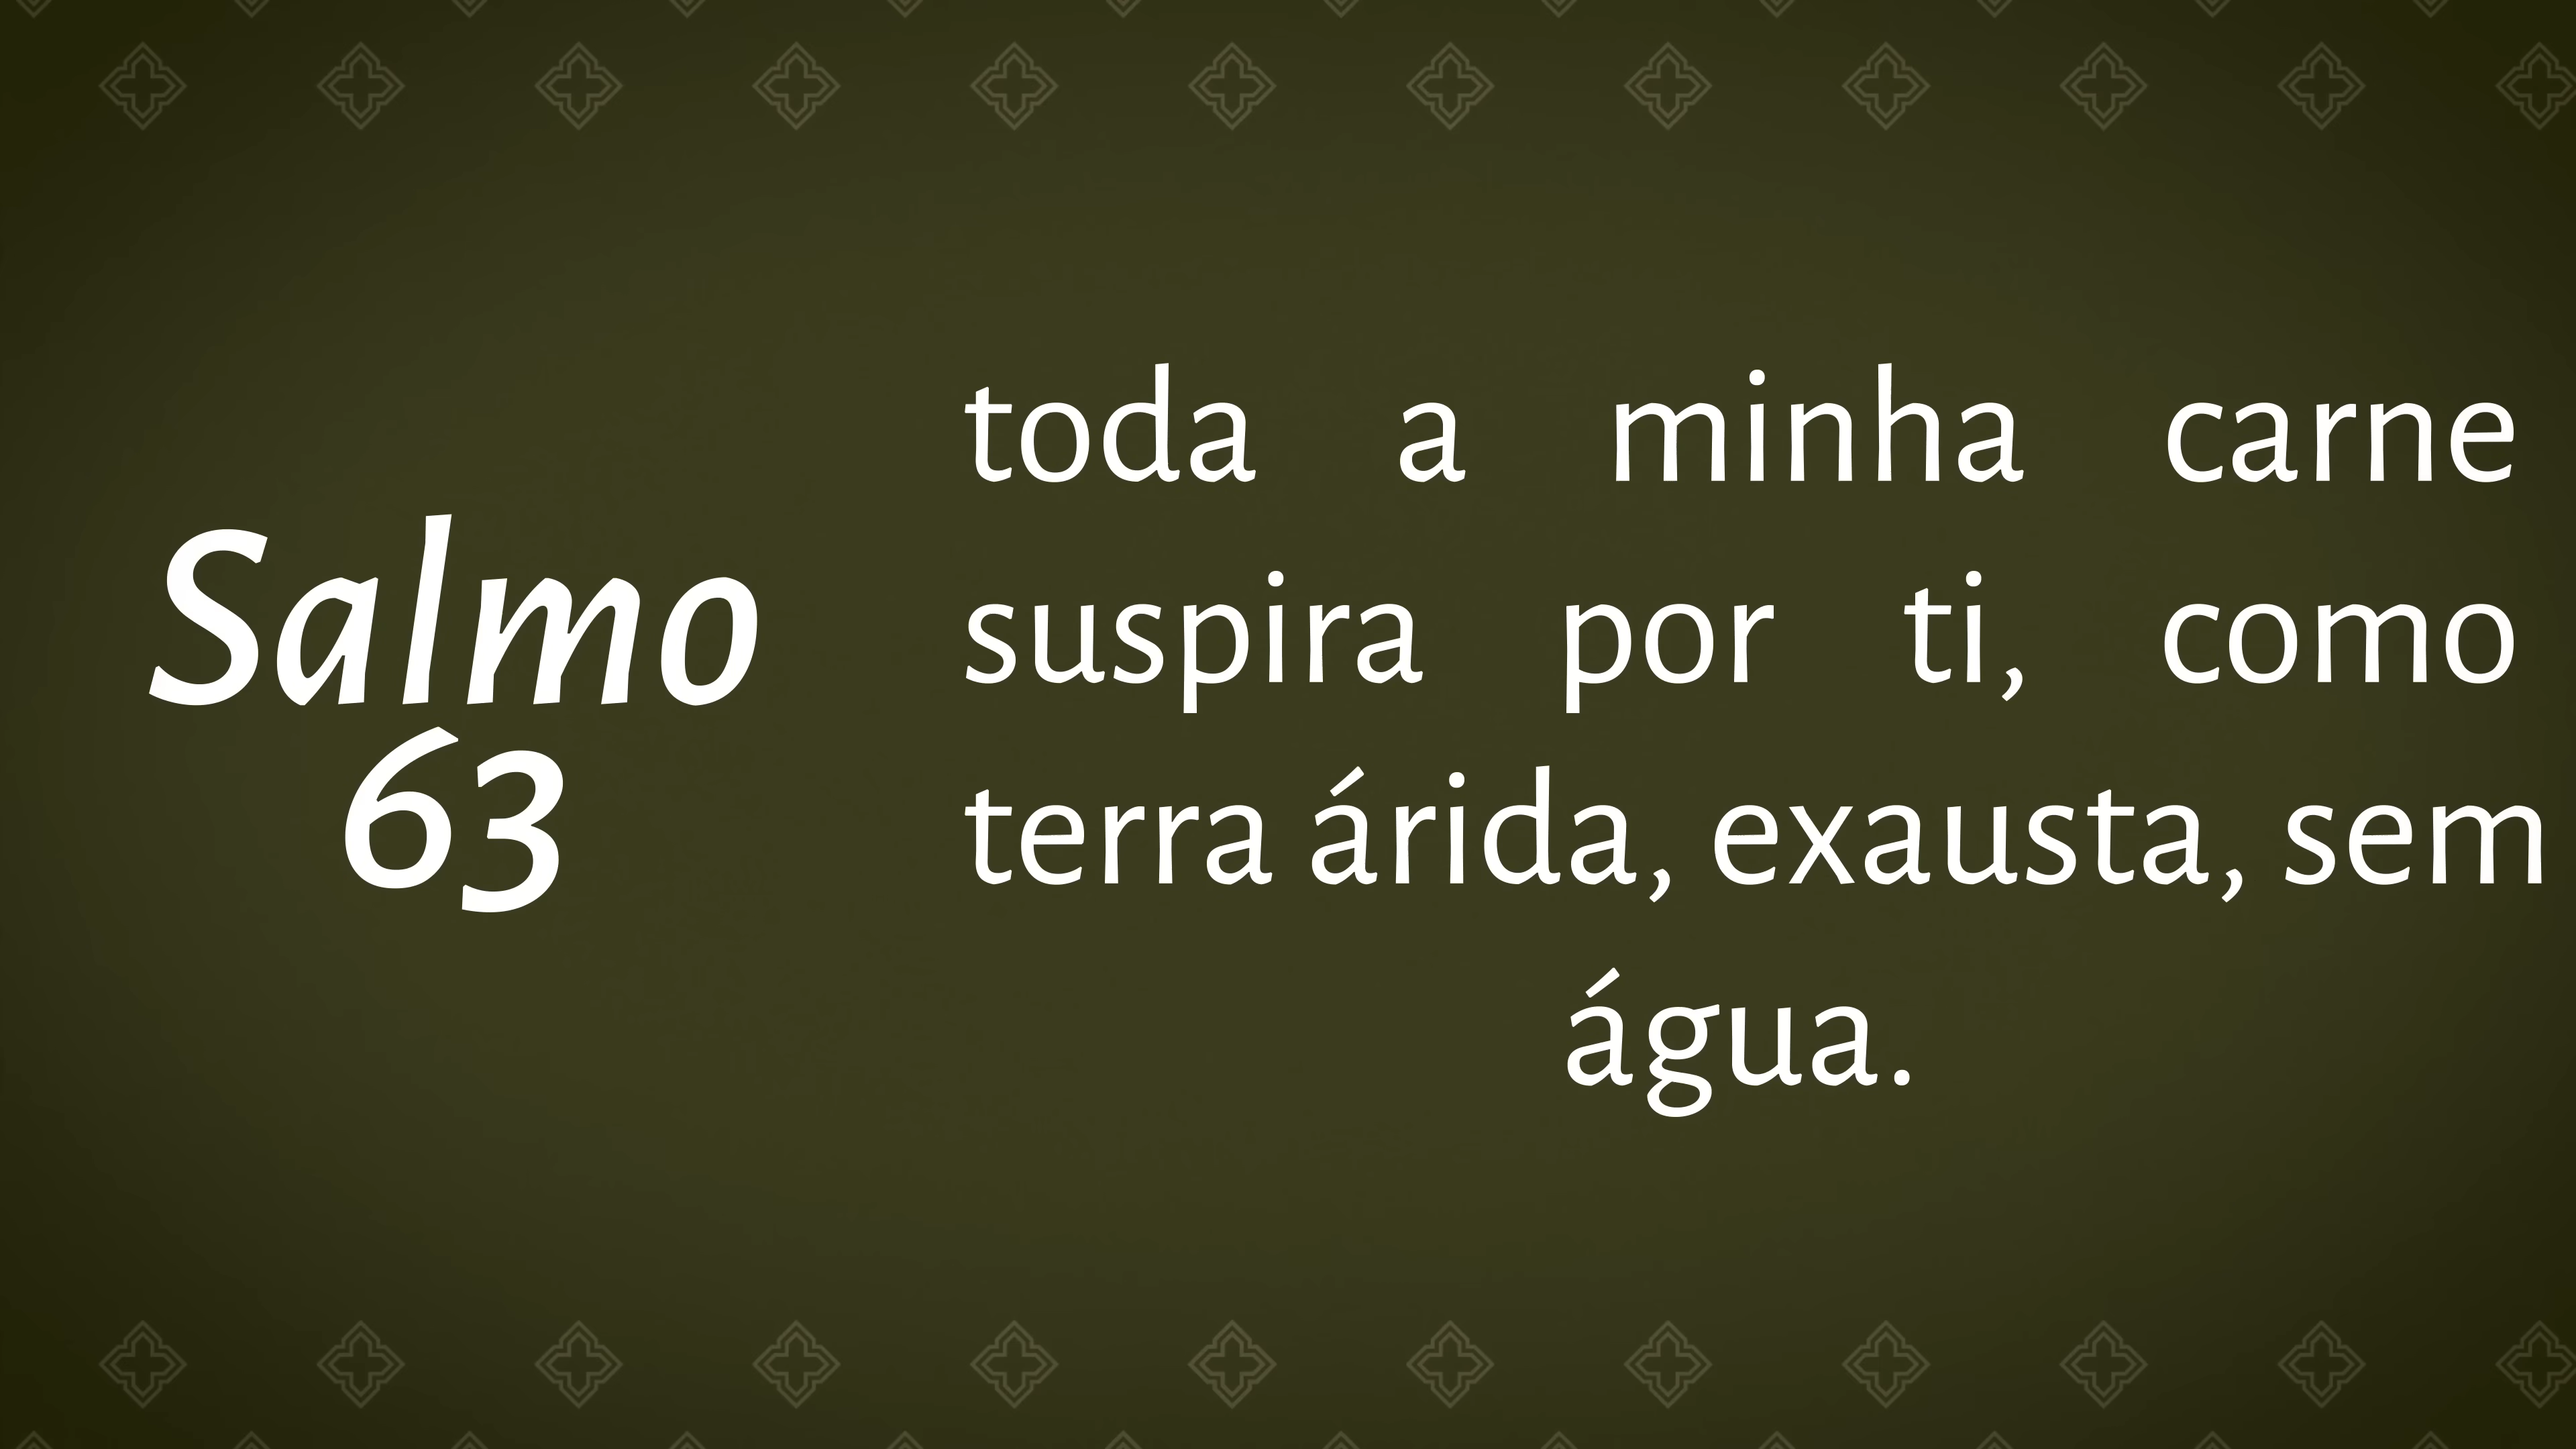 Salmo
63
toda a minha carne
suspira por ti, como
terra árida, exausta, sem
água.